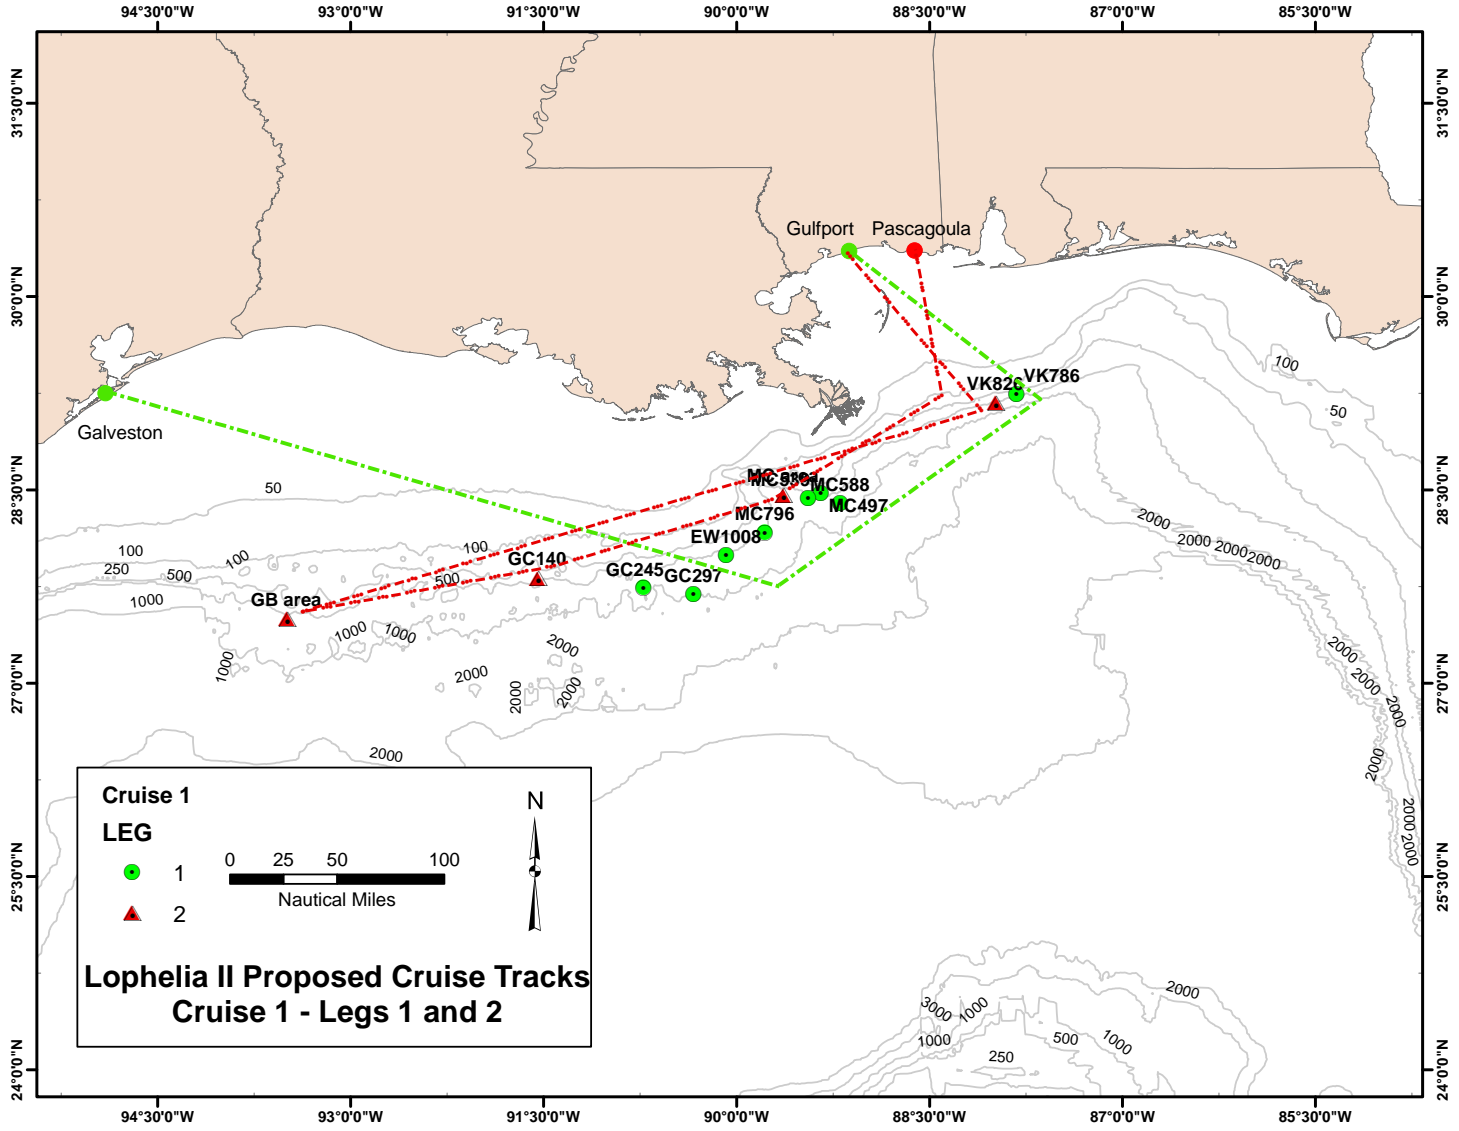 94°30'0"W 93°0'0"W 91°30'0"W 90°0'0"W 88°30'0"W 87°0'0"W 85°30'0"W
31°30'0"N 31°30'0"N
Gulfport Pascagoula
30°0'0"N 30°0'0"N
100
VK826 VK786
50
Galveston
28°30'0"N 28°30'0"N
50
MC588
MC497
MC796
2000
2000 2000 2000
EW1008
100 100 100
GC140
250 500 500
GC245 GC297
1000
GB area
1000 1000
2000
1000
2000
2000 2000
2000
2000
2000
27°0'0"N 27°0'0"N
2000
2000
2000
2000
25°30'0"N 25°30'0"N
Cruise 1
LEG
1
2
0 25 50 100
Nautical Miles
N
Lophelia II Proposed Cruise Tracks
Cruise 1 - Legs 1 and 2
2000
3000 1000
1000 500 1000
250
24°0'0"N 24°0'0"N
94°30'0"W 93°0'0"W 91°30'0"W 90°0'0"W 88°30'0"W 87°0'0"W 85°30'0"W